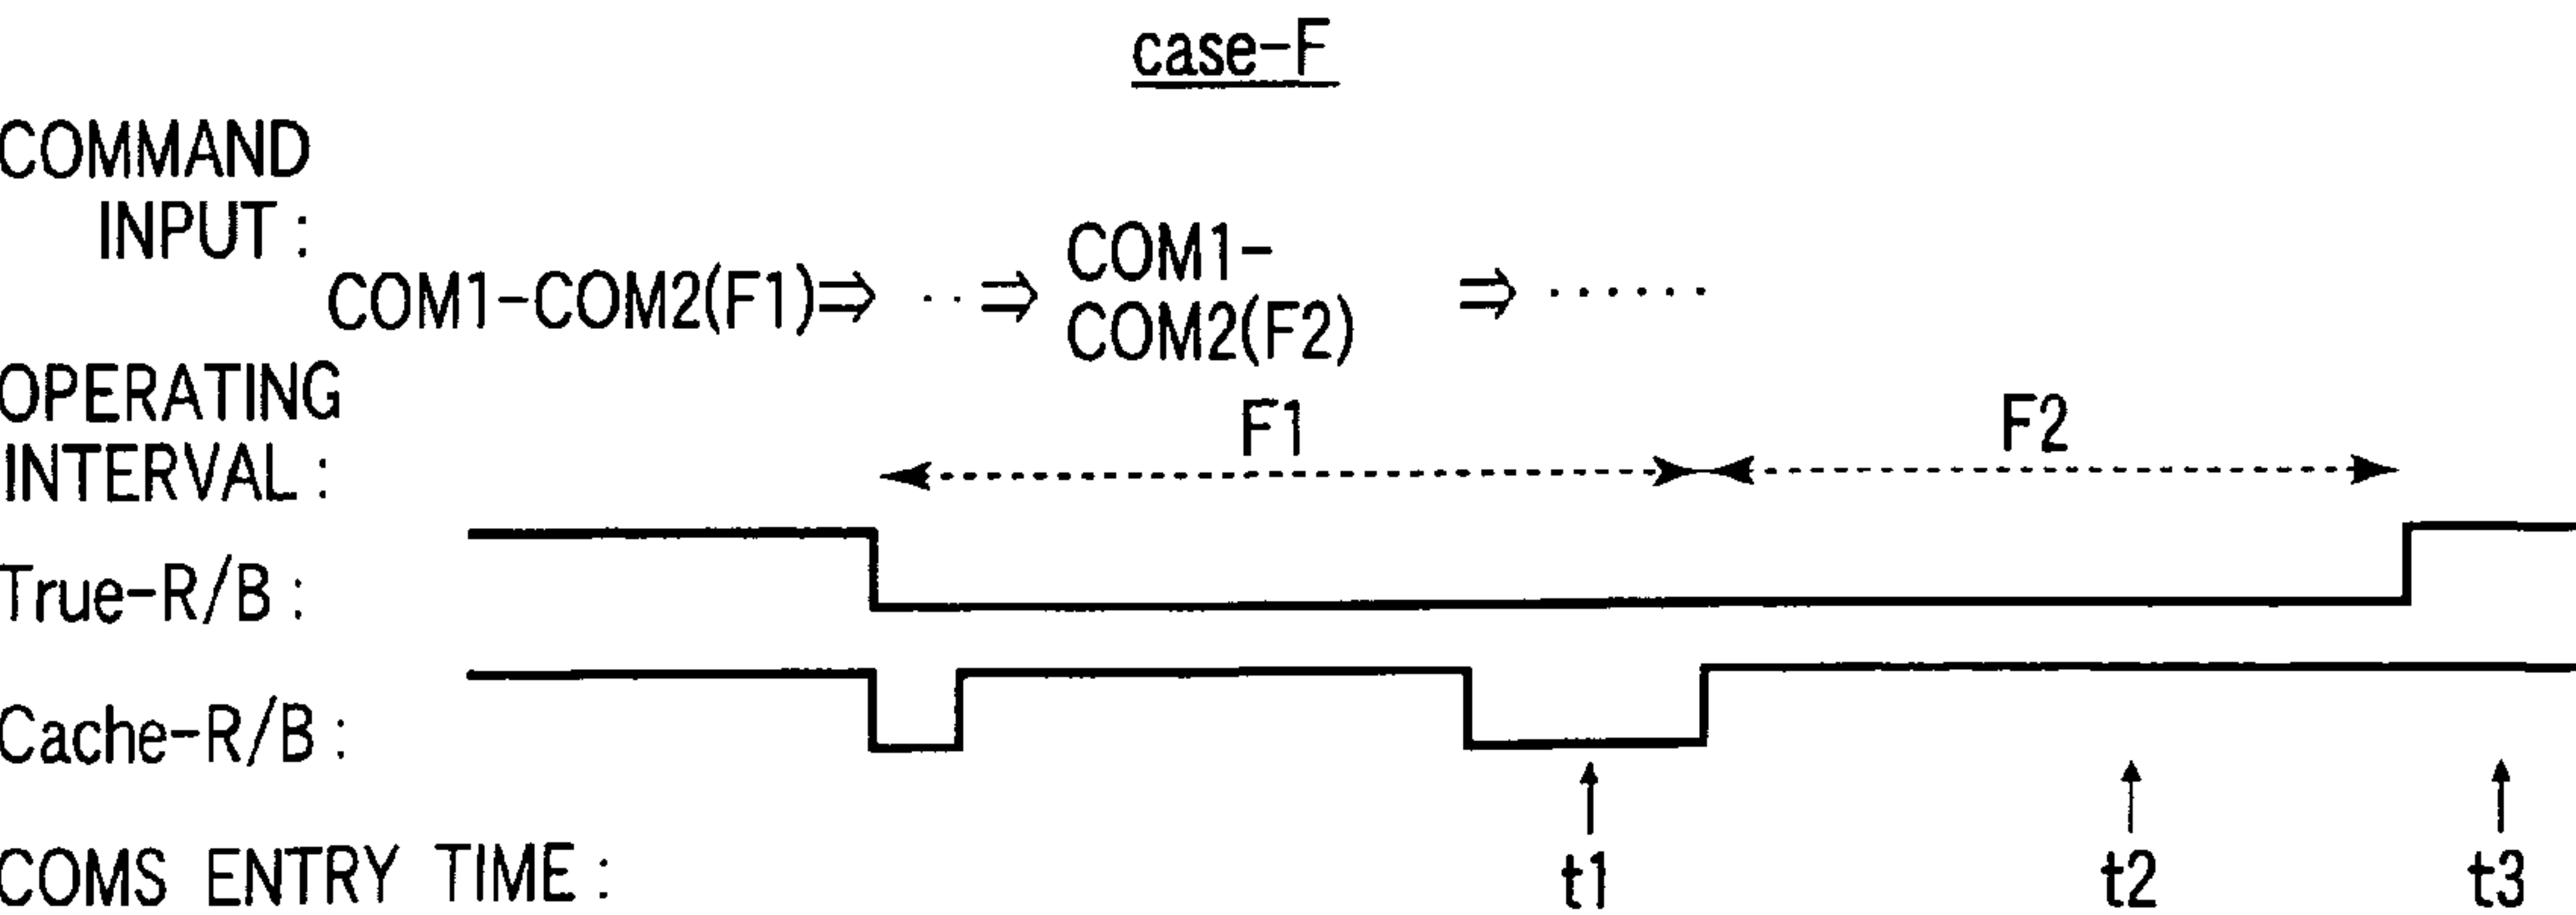 case-F
COMMAND
INPUT :
COM1-COM2(F1)⇒ ·· ⇒ COM1-
COM2(F2) ⇒ ······
OPERATING
INTERVAL :
F1 F2
True-R/B :
Cache-R/B :
COMS ENTRY TIME : t1 t2 t3